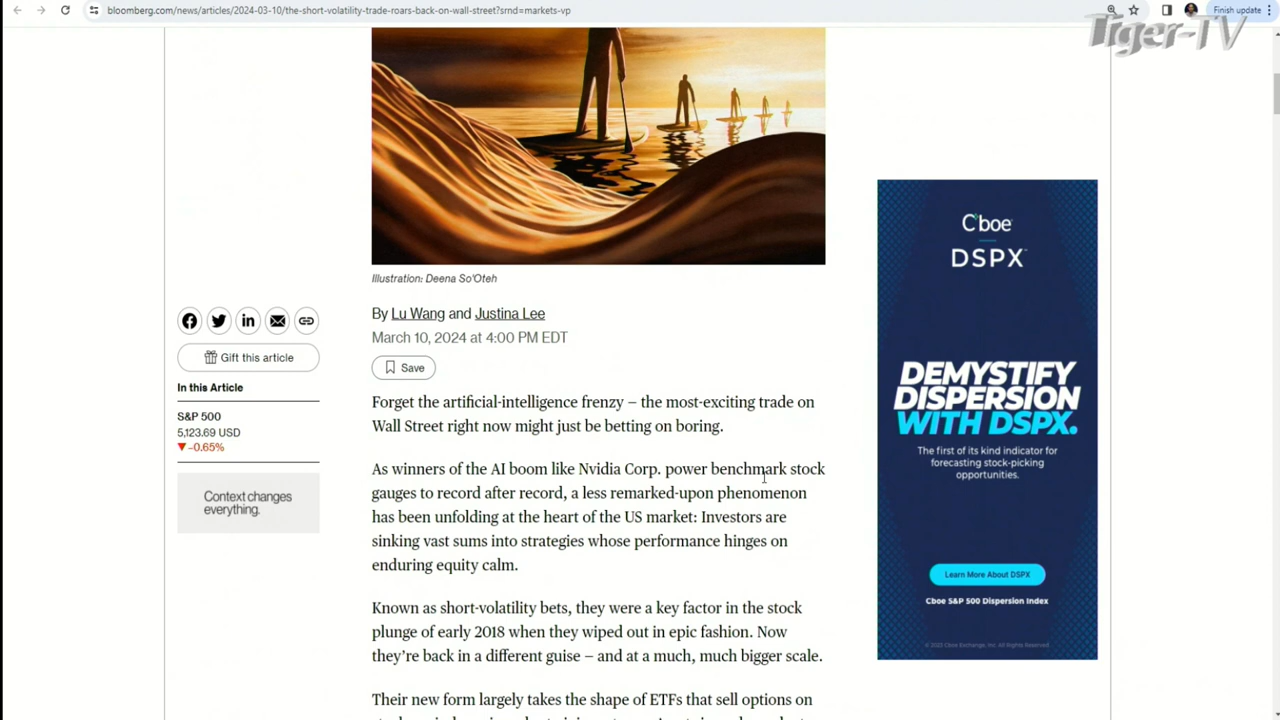 bloomberg.com/news/articles/2024-03-10/the-short-volatility-trade-roars-back-on-wall-street?srnd=markets-vp
Finish update
Tiger-TV
Illustration: Deena So'Oteh
By Lu Wang and Justina Lee
March 10, 2024 at 4:00 PM EDT
Save
Gift this article
In this Article
S&P 500
5,123.69 USD
▼-0.65%
Context changes
everything.
Forget the artificial-intelligence frenzy – the most-exciting trade on
Wall Street right now might just be betting on boring.
As winners of the AI boom like Nvidia Corp. power benchmark stock
gauges to record after record, a less remarked-upon phenomenon
has been unfolding at the heart of the US market: Investors are
sinking vast sums into strategies whose performance hinges on
enduring equity calm.
Known as short-volatility bets, they were a key factor in the stock
plunge of early 2018 when they wiped out in epic fashion. Now
they're back in a different guise – and at a much, much bigger scale.
Their new form largely takes the shape of ETFs that sell options on
Cboe
DSPX™
DEMYSTIFY
DISPERSION
WITH DSPX.
The first of its kind indicator for
forecasting stock-picking
opportunities.
Learn More About DSPX
Cboe S&P 500 Dispersion Index
© 2023 Cboe Exchange, Inc. All Rights Reserved.